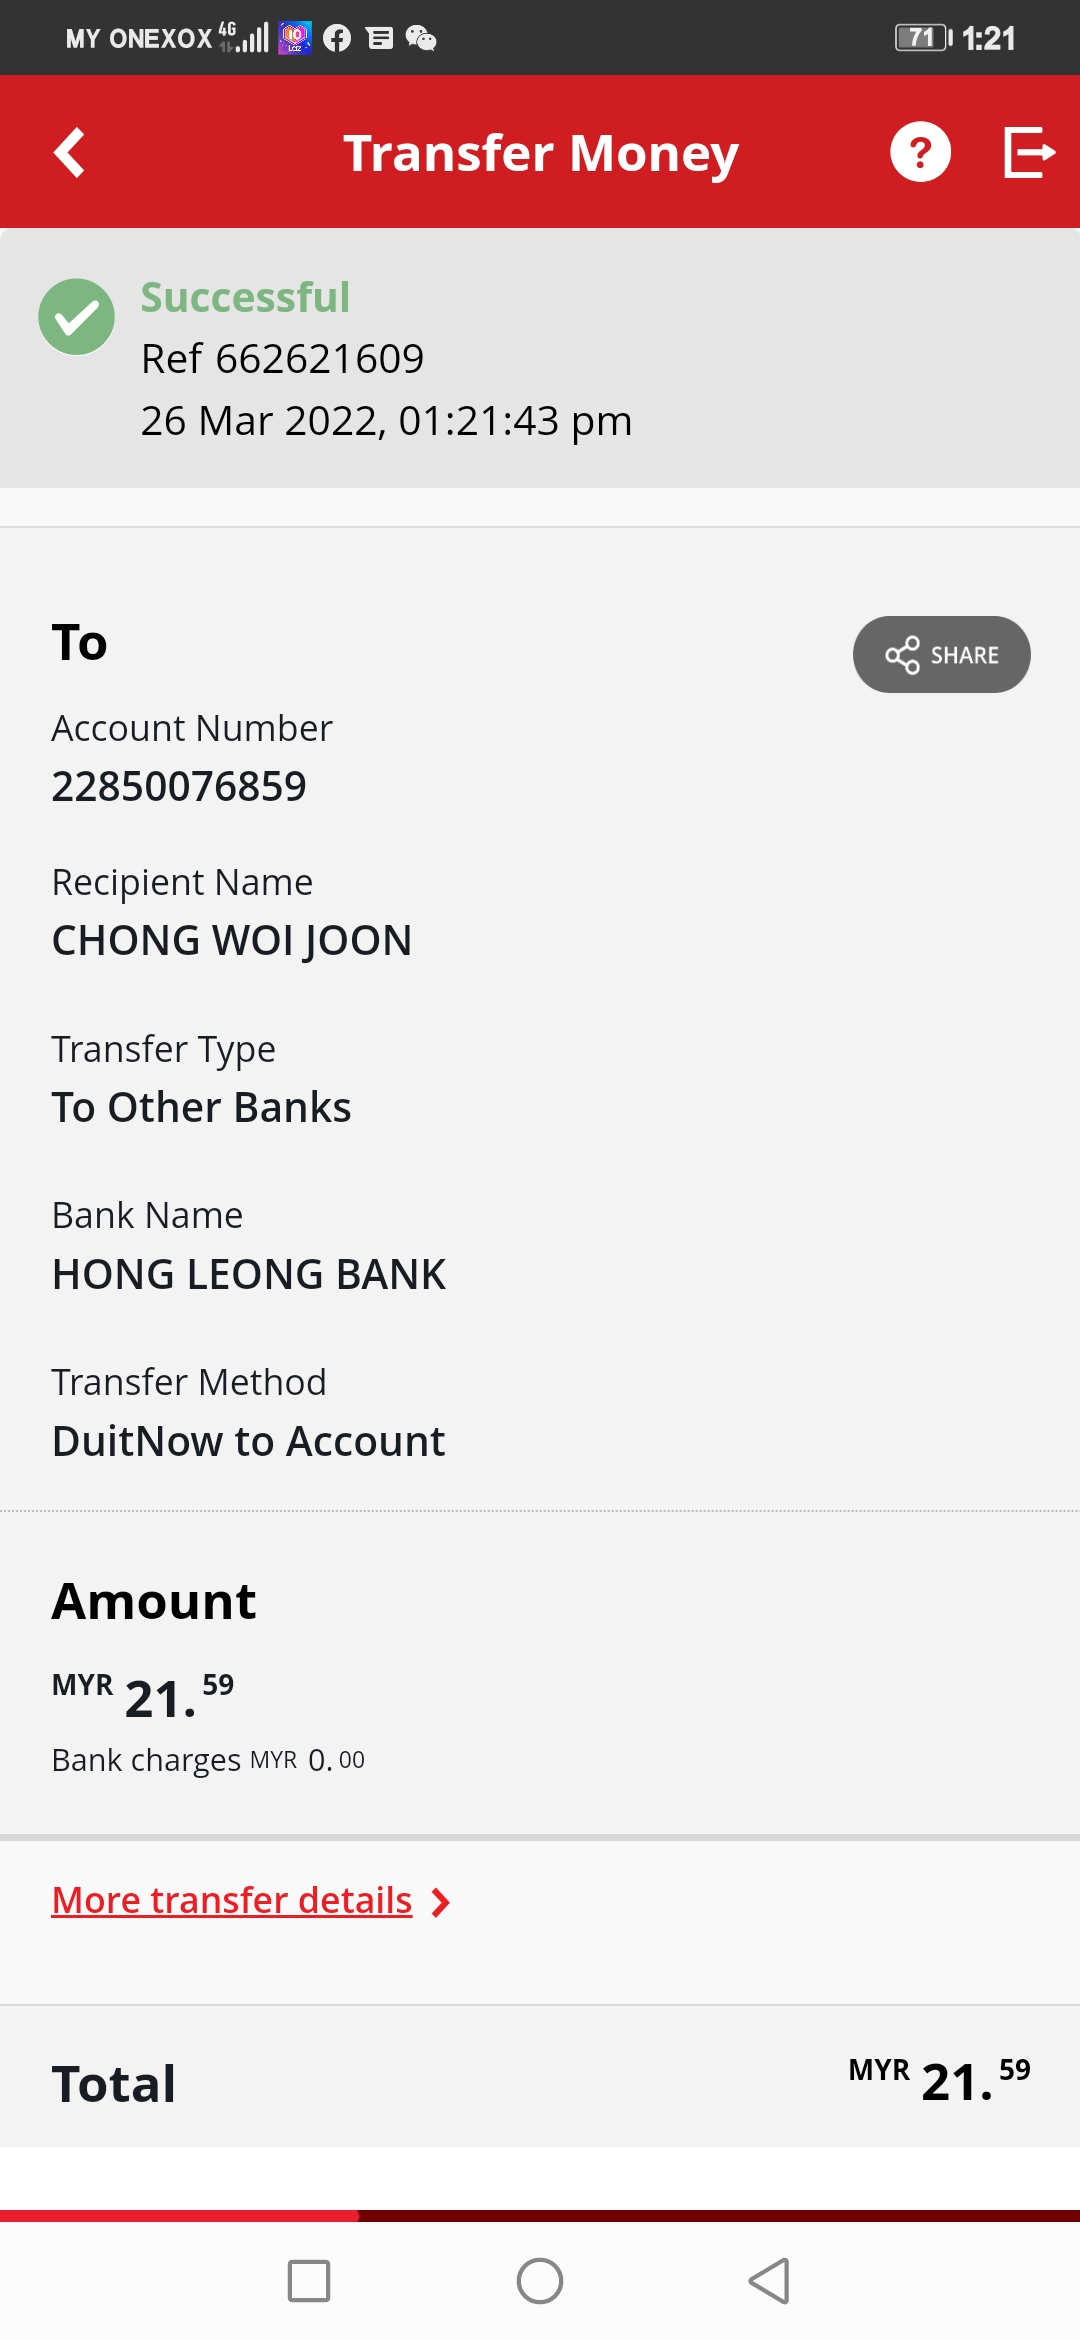 MY ONEXOX 4G 71 1:21
Transfer Money ?
Successful
Ref 662621609
26 Mar 2022, 01:21:43 pm
To
SHARE
Account Number
22850076859
Recipient Name
CHONG WOI JOON
Transfer Type
To Other Banks
Bank Name
HONG LEONG BANK
Transfer Method
DuitNow to Account
Amount
MYR 21.59
Bank charges MYR 0.00
More transfer details
Total MYR 21.59